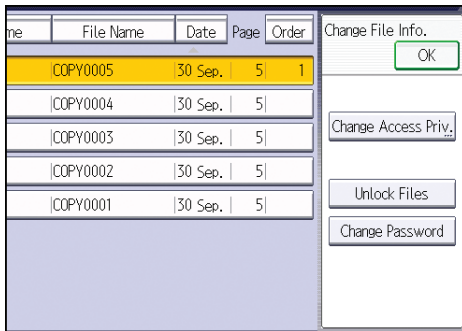 me File Name Date Page Order
COPY0005 30 Sep. 5 1
COPY0004 30 Sep. 5
COPY0003 30 Sep. 5
COPY0002 30 Sep. 5
COPY0001 30 Sep. 5
Change File Info.
OK
Change Access Priv.
Unlock Files
Change Password